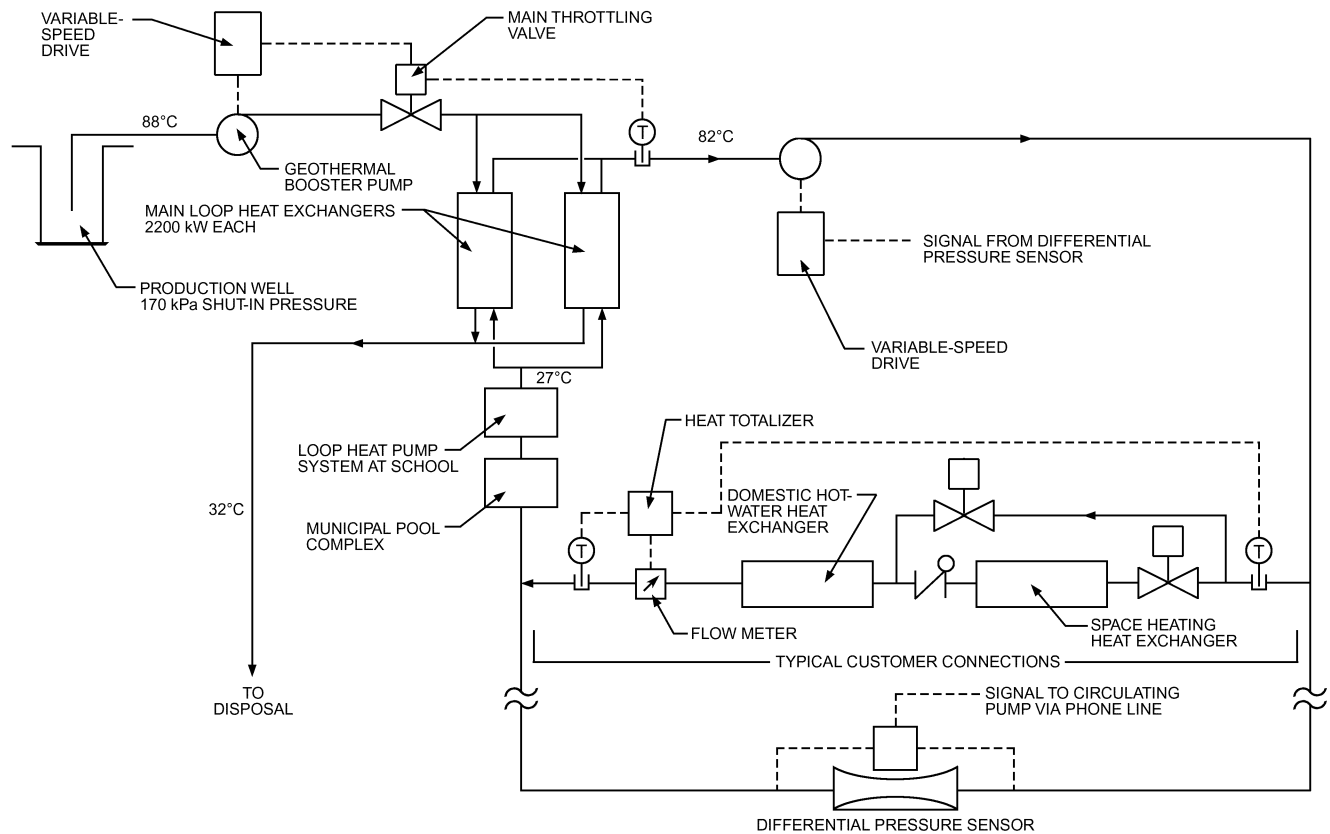 VARIABLE-
SPEED
DRIVE
MAIN THROTTLING
VALVE
88°C
T
82°C
GEOTHERMAL
BOOSTER PUMP
MAIN LOOP HEAT EXCHANGERS
2200 kW EACH
SIGNAL FROM DIFFERENTIAL
PRESSURE SENSOR
PRODUCTION WELL
170 kPa SHUT-IN PRESSURE
VARIABLE-SPEED
DRIVE
27°C
HEAT TOTALIZER
LOOP HEAT PUMP
SYSTEM AT SCHOOL
32°C
DOMESTIC HOT-
WATER HEAT
EXCHANGER
MUNICIPAL POOL
COMPLEX
T
T
FLOW METER
SPACE HEATING
HEAT EXCHANGER
TYPICAL CUSTOMER CONNECTIONS
TO
DISPOSAL
SIGNAL TO CIRCULATING
PUMP VIA PHONE LINE
DIFFERENTIAL PRESSURE SENSOR